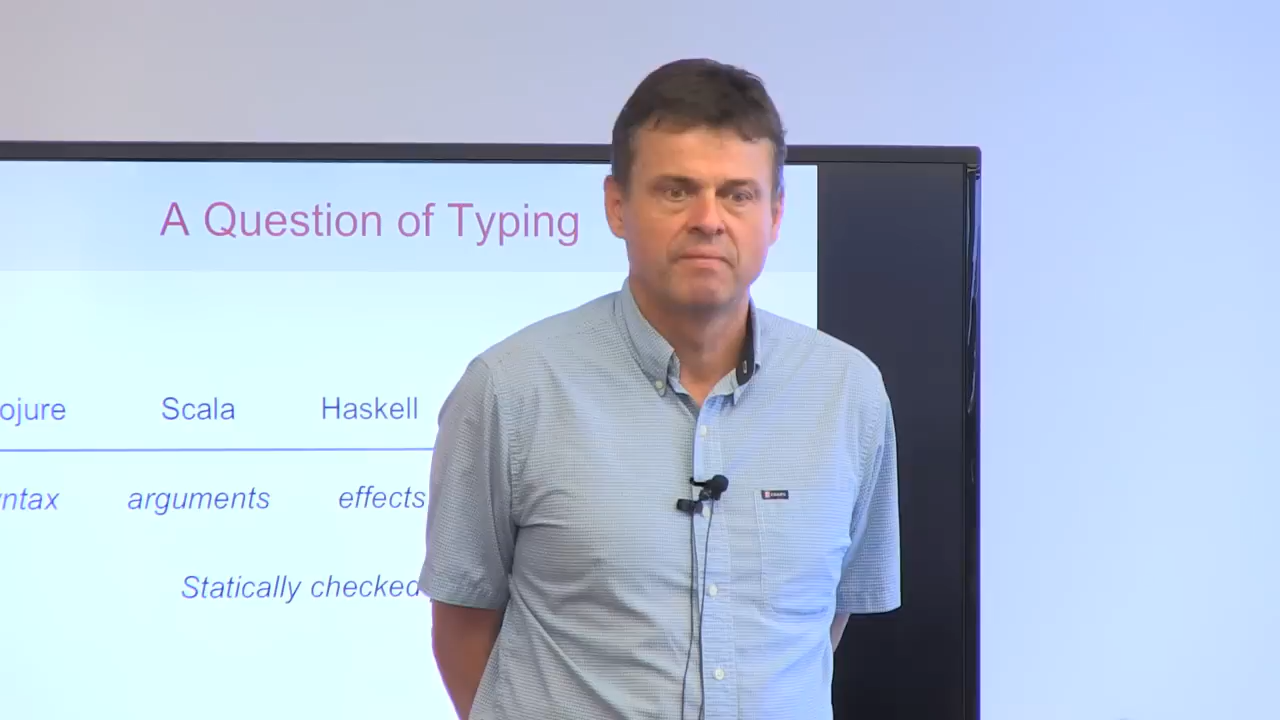 A Question of Typing
ojure Scala Haskell
ntax arguments effects
Statically checked